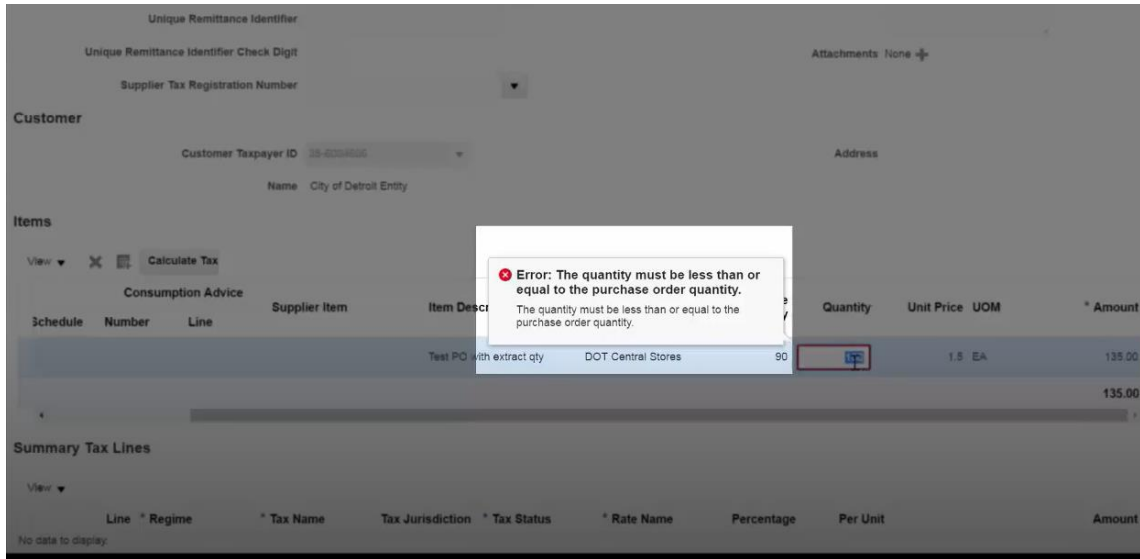 Unique Remittance Identifier
Unique Remittance Identifier Check Digit
Attachments None
Supplier Tax Registration Number
Customer
Customer Taxpayer ID
Address
Name City of Detroit Entity
Items
View Calculate Tax
Error: The quantity must be less than or
equal to the purchase order quantity.
The quantity must be less than or equal to the
purchase order quantity.
Consumption Advice
Schedule Number Line Supplier Item Item Descr Quantity Unit Price UOM * Amount
Test PO with extract qty DOT Central Stores 90 1.5 EA 135.00
135.00
Summary Tax Lines
View
Line * Regime * Tax Name Tax Jurisdiction * Tax Status * Rate Name Percentage Per Unit Amount
No data to display.